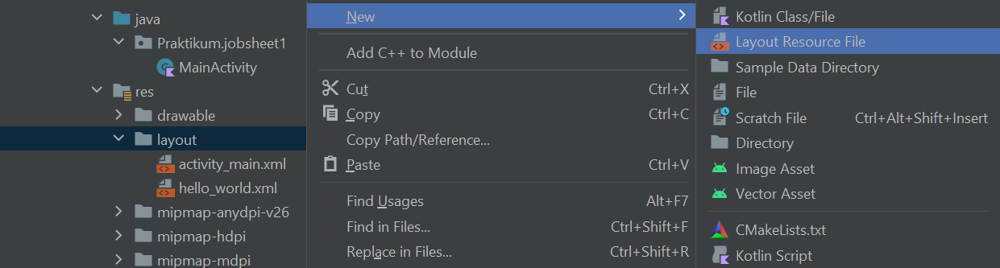 java
Praktikum.jobsheet1
MainActivity
res
drawable
layout
activity_main.xml
hello_world.xml
mipmap-anydpi-v26
mipmap-hdpi
mipmap-mdpi
New
Add C++ to Module
Cut Ctrl+X
Copy Ctrl+C
Copy Path/Reference...
Paste Ctrl+V
Find Usages Alt+F7
Find in Files... Ctrl+Shift+F
Replace in Files... Ctrl+Shift+R
Kotlin Class/File
Layout Resource File
Sample Data Directory
File
Scratch File Ctrl+Alt+Shift+Insert
Directory
Image Asset
Vector Asset
CMakeLists.txt
Kotlin Script